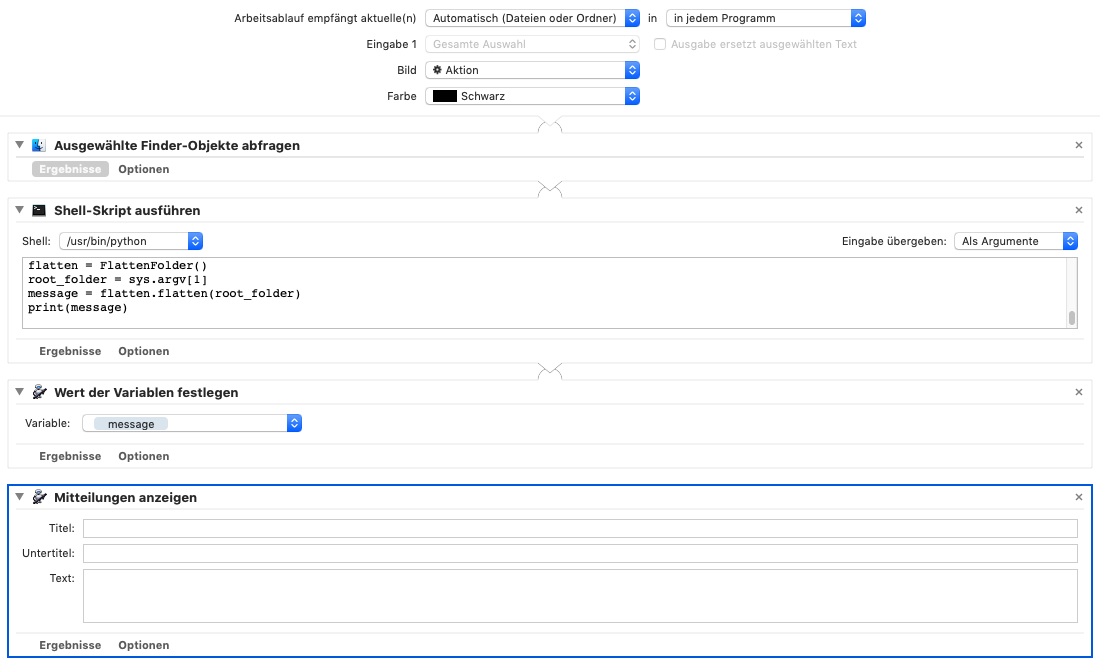 Arbeitsablauf empfängt aktuelle(n) Automatisch (Dateien oder Ordner) in in jedem Programm
Eingabe 1 Gesamte Auswahl Ausgabe ersetzt ausgewählten Text
Bild Aktion
Farbe Schwarz
Ausgewählte Finder-Objekte abfragen
Ergebnisse Optionen
Shell-Skript ausführen
Shell: /usr/bin/python Eingabe übergeben: Als Argumente
flatten = FlattenFolder()
root_folder = sys.argv[1]
message = flatten.flatten(root_folder)
print(message)
Ergebnisse Optionen
Wert der Variablen festlegen
Variable: message
Ergebnisse Optionen
Mitteilungen anzeigen
Titel:
Untertitel:
Text:
Ergebnisse Optionen